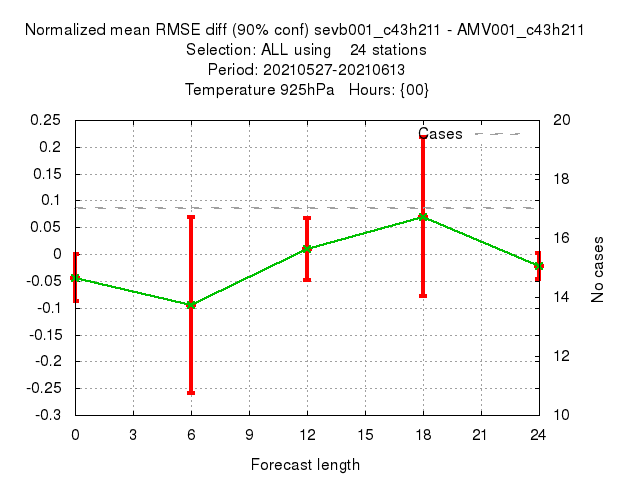 Normalized mean RMSE diff (90% conf) sevb001_c43h211 - AMV001_c43h211
Selection: ALL using 24 stations
Period: 20210527-20210613
Temperature 925hPa Hours: {00}
Cases
0.25
0.2
0.15
0.1
0.05
0
-0.05
-0.1
-0.15
-0.2
-0.25
-0.3
20
18
16
14
12
10
No cases
0 3 6 9 12 15 18 21 24
Forecast length